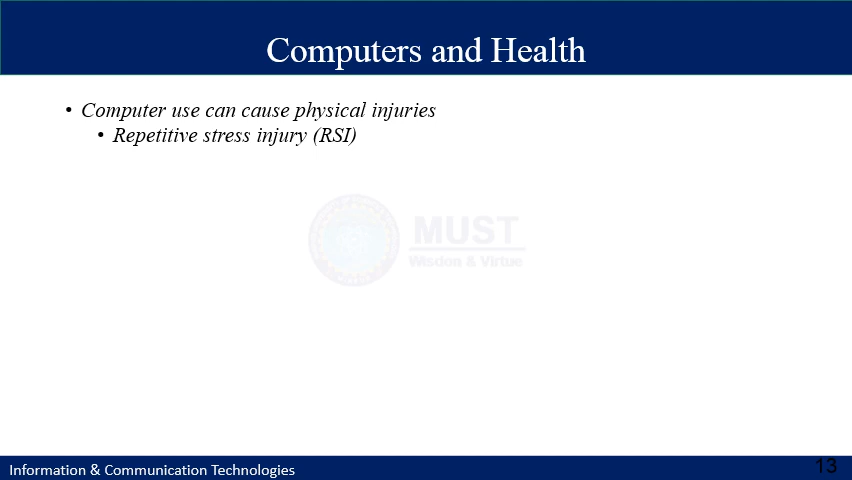 Computers and Health
• Computer use can cause physical injuries
• Repetitive stress injury (RSI)
MUST
Wisdom & Virtue
Information & Communication Technologies
13